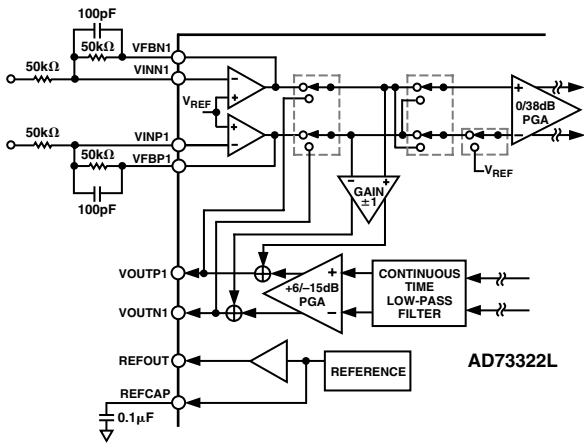 100pF
50kΩ
VFBN1
50kΩ
VINN1
VREF
50kΩ
VINP1
50kΩ
VFBP1
100pF
+
0/38dB
PGA
−
VREF
−
+
+
−
−
+
GAIN
±1
VOUTP1
+
+6/–15dB
PGA
−
CONTINUOUS
TIME
LOW-PASS
FILTER
VOUTN1
REFOUT
REFERENCE
AD73322L
REFCAP
0.1μF